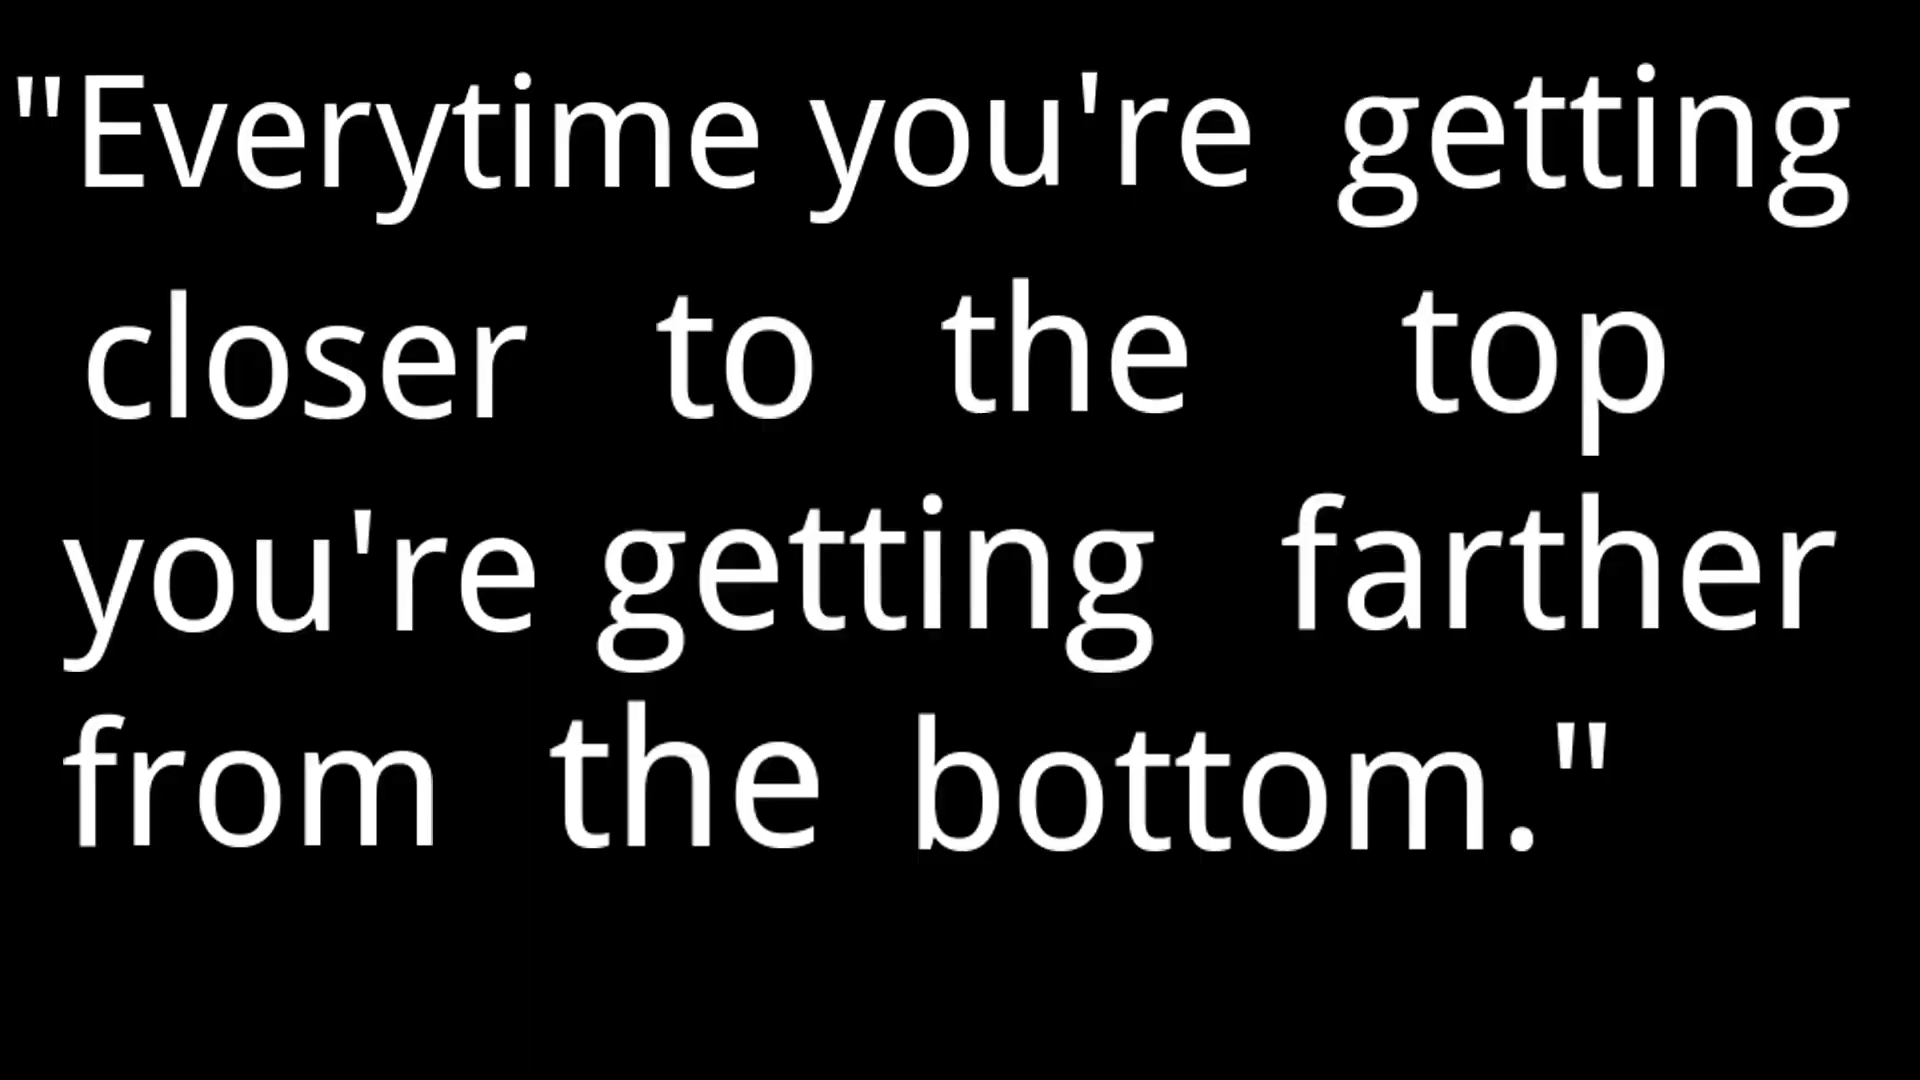 "Everytime you're getting
closer to the top
you're getting farther
from the bottom."